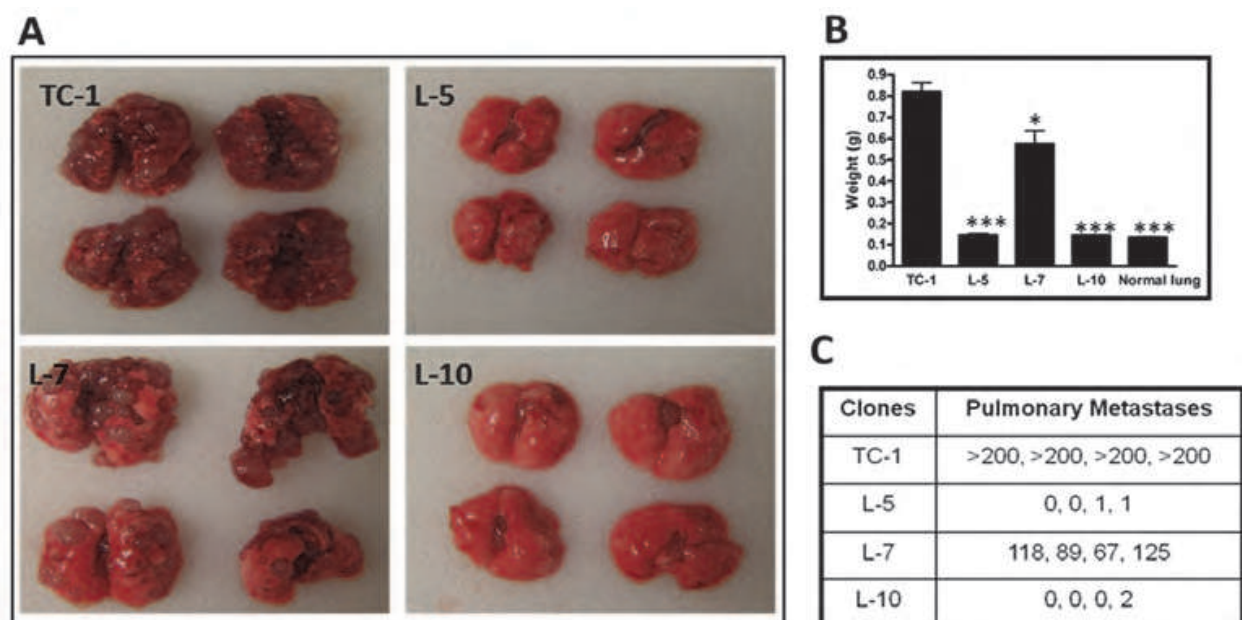 A
TC-1
L-5
L-7
L-10
B
Weight (g)
0.9
0.8
0.7
0.6
0.5
0.4
0.3
0.2
0.1
0.0
*
***
***
***
TC-1 L-5 L-7 L-10 Normal lung
C
Clones Pulmonary Metastases
TC-1 >200, >200, >200, >200
L-5 0, 0, 1, 1
L-7 118, 89, 67, 125
L-10 0, 0, 0, 2